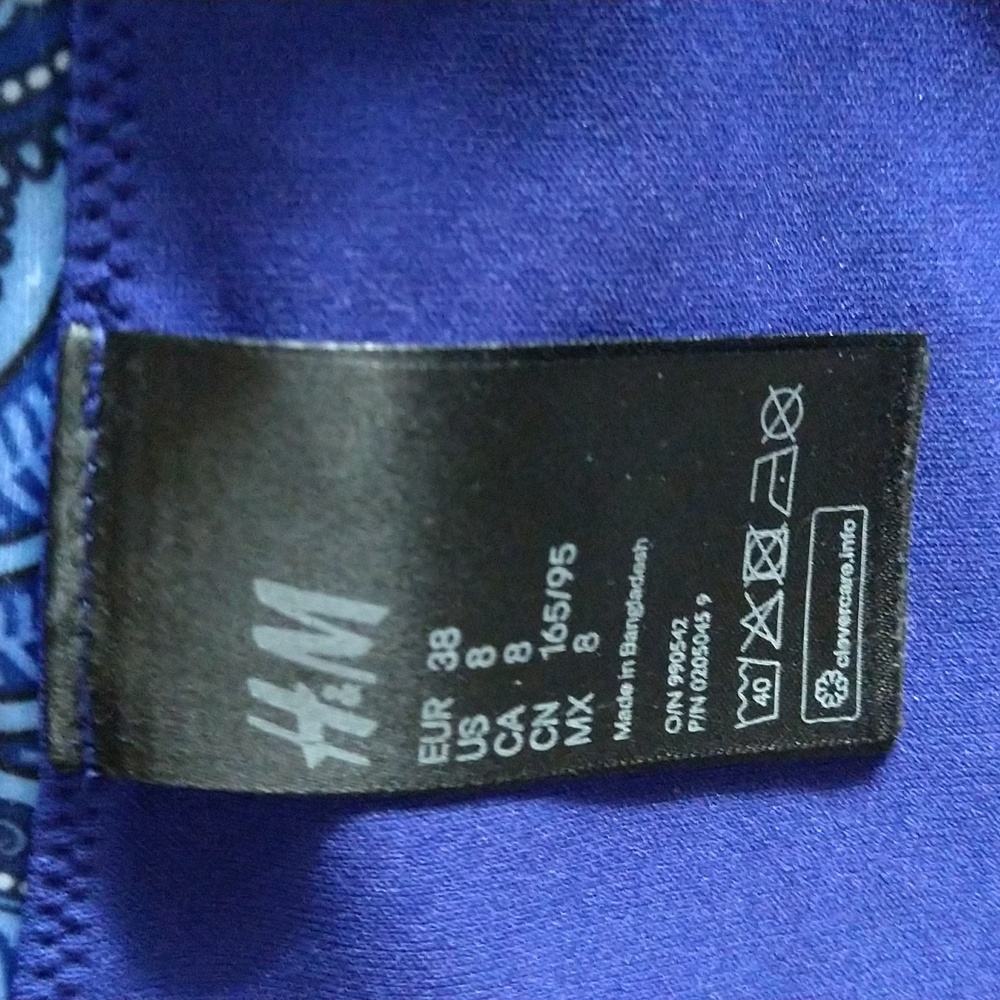 H&M
EUR 38
US 8
CA 8
CN 165/95
MX 8
Made in Bangladesh
O/N 990542
P/N 0205045 9
40
clevercare.info